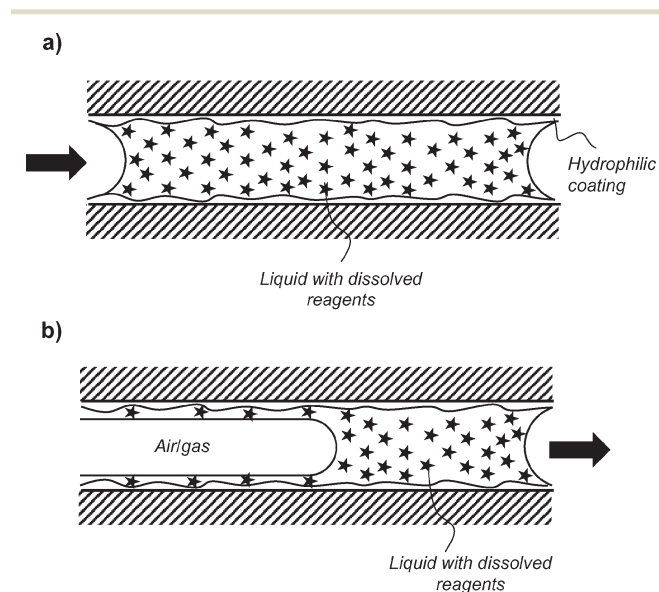 a)
Hydrophilic
coating
Liquid with dissolved
reagents
b)
Air/gas
Liquid with dissolved
reagents